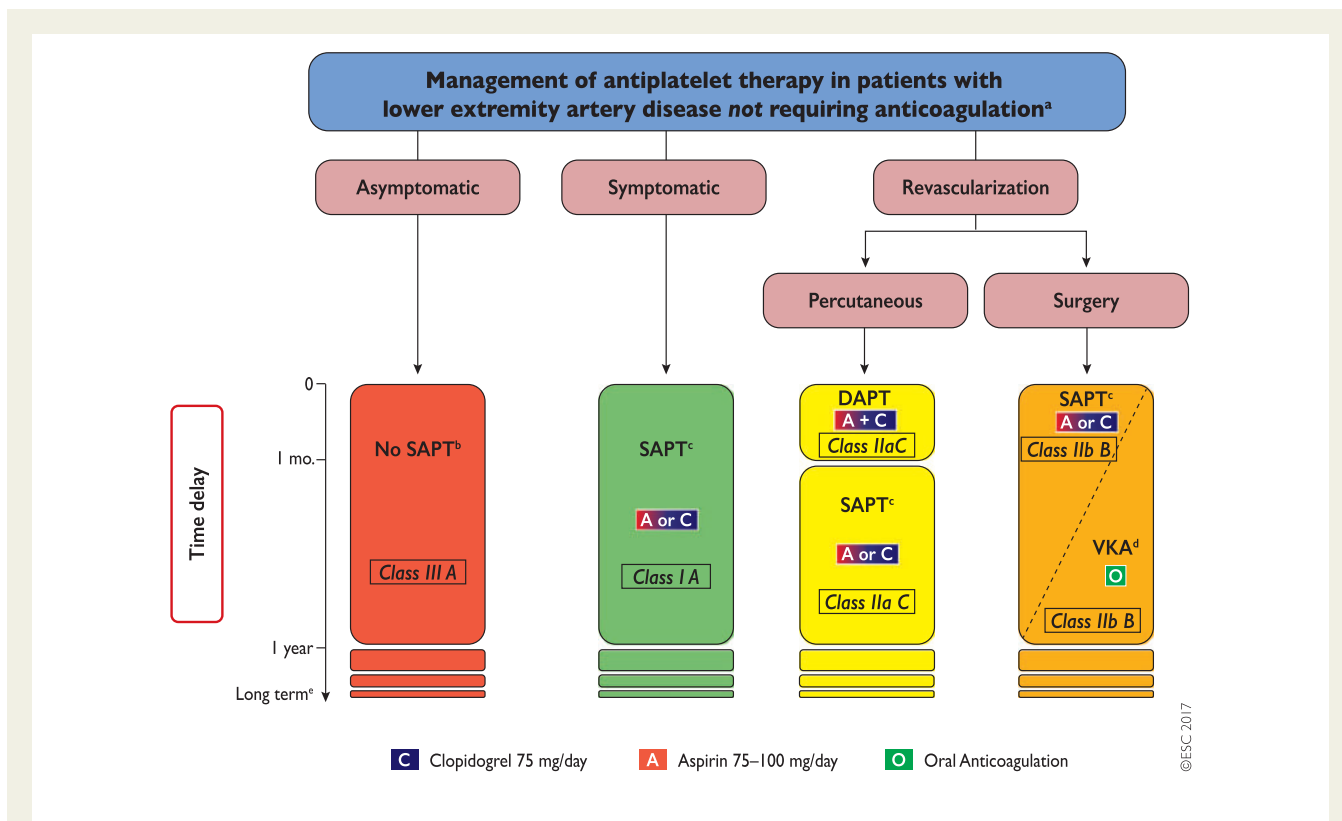 Management of antiplatelet therapy in patients with
lower extremity artery disease not requiring anticoagulationᵃ
Asymptomatic
Symptomatic
Revascularization
Percutaneous
Surgery
Time delay
0
1 mo.
1 year
Long termᵉ
No SAPTᵇ
Class III A
SAPTᶜ
A or C
Class I A
DAPT
A + C
Class IIaC
SAPTᶜ
A or C
Class IIa C
SAPTᶜ
A or C
Class IIb B
VKAᵈ
O
Class IIb B
C Clopidogrel 75 mg/day
A Aspirin 75–100 mg/day
O Oral Anticoagulation
©ESC 2017